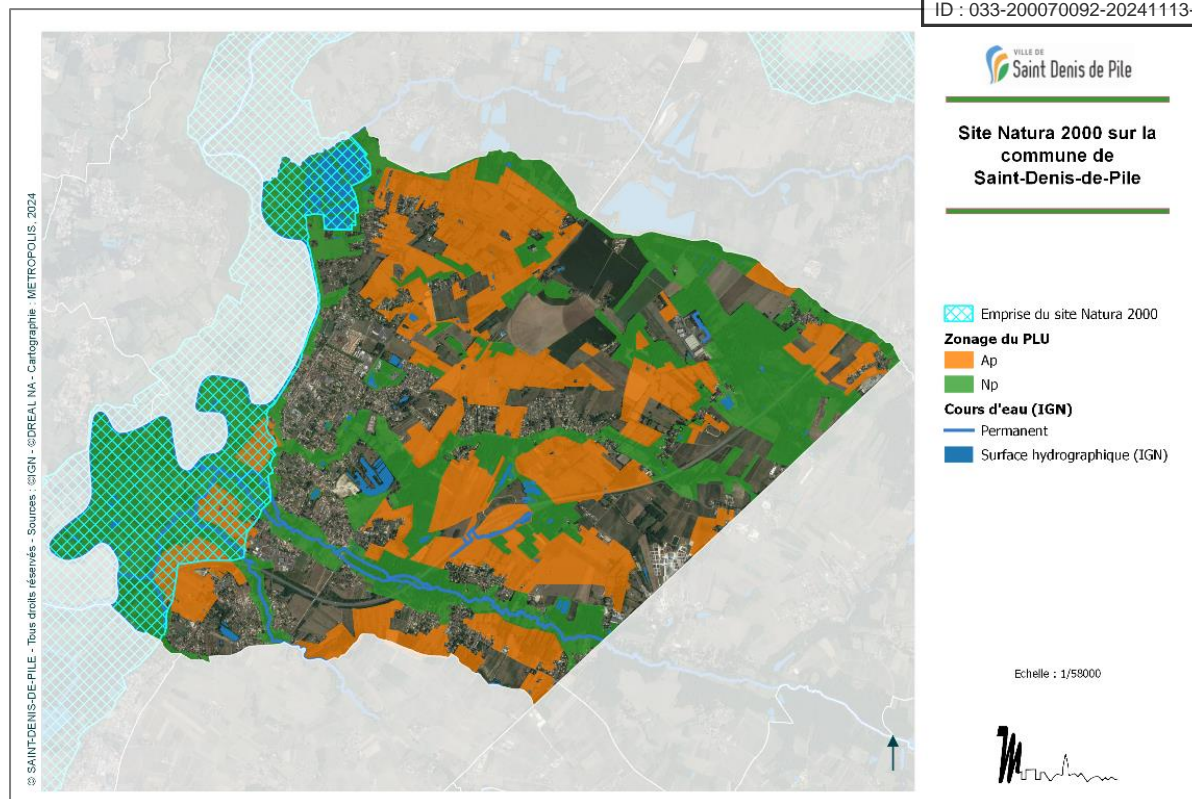 ID : 033-200070092-20241113-
VILLE DE
Saint Denis de Pile
Site Natura 2000 sur la
commune de
Saint-Denis-de-Pile
Emprise du site Natura 2000
Zonage du PLU
Ap
Np
Cours d'eau (IGN)
Permanent
Surface hydrographique (IGN)
Echelle : 1/58000
© SAINT-DENIS-DE-PILE - Tous droits réservés - Sources : ©IGN - ©DREAL NA - Cartographie : METROPOLIS, 2024